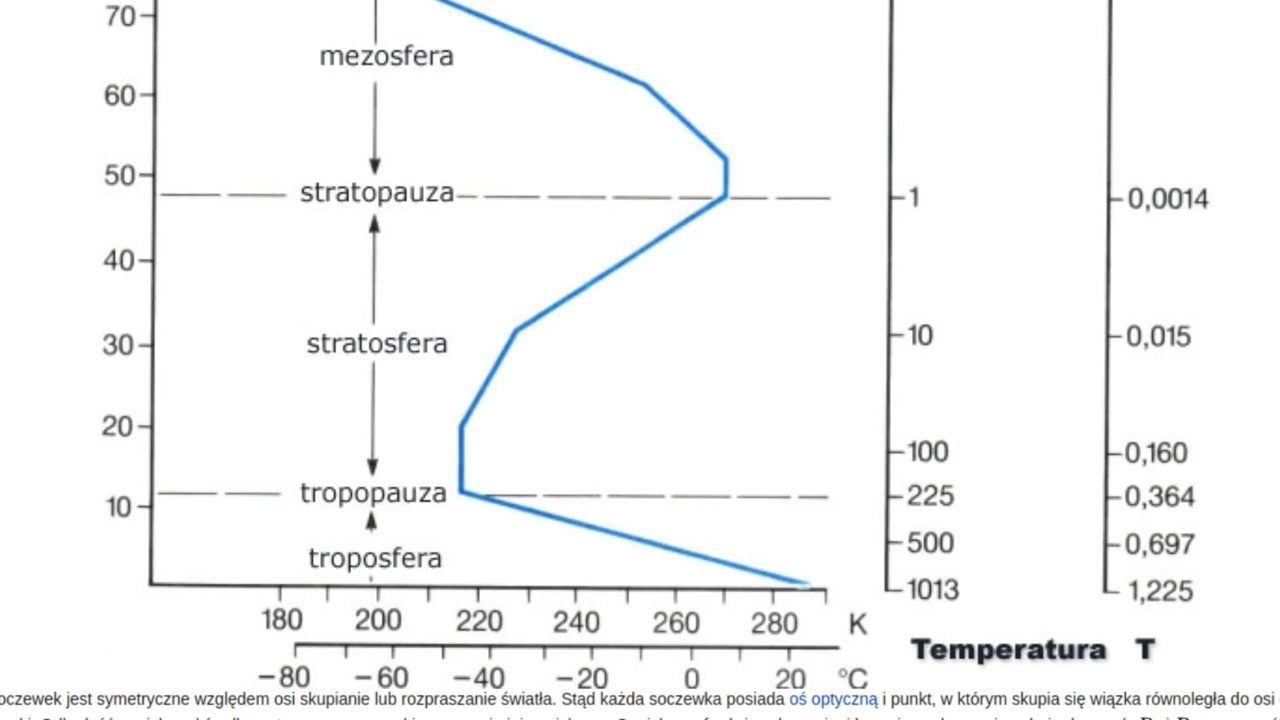 70
mezosfera
60
50
stratopauza
1
0,0014
40
10
0,015
30
stratosfera
20
100
0,160
tropopauza
225
0,364
10
500
0,697
troposfera
1013
1,225
180 200 220 240 260 280 K
Temperatura T
−80 −60 −40 −20 0 20 °C
oczewek jest symetryczne względem osi skupianie lub rozpraszanie światła. Stąd każda soczewka posiada oś optyczną i punkt, w którym skupia się wiązka równoległa do osi